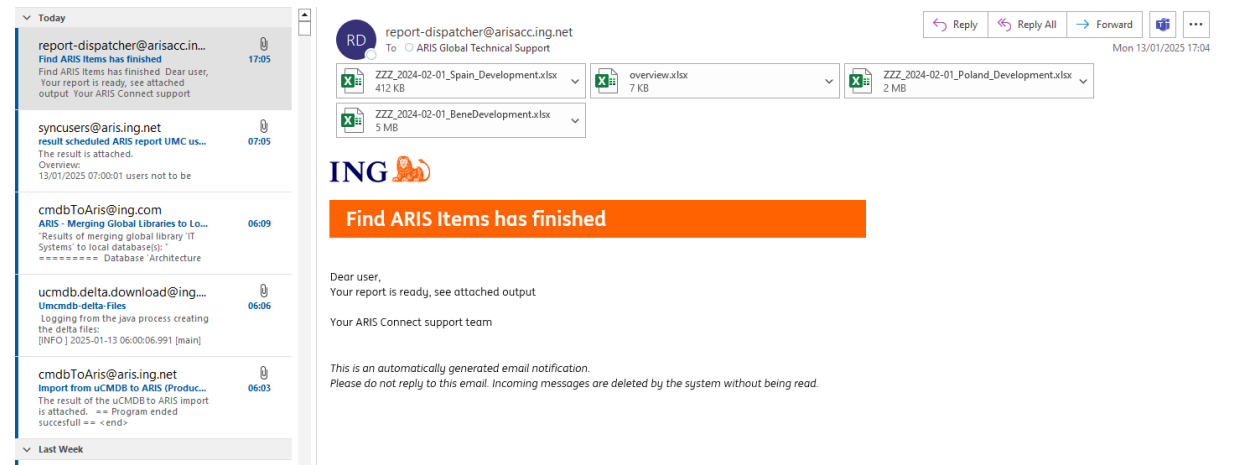 Today
report-dispatcher@arisacc.in...
Find ARIS Items has finished 17:05
Find ARIS Items has finished Dear user,
Your report is ready, see attached
output Your ARIS Connect support
syncusers@aris.ing.net
result scheduled ARIS report UMC us... 07:05
The result is attached.
Overview:
13/01/2025 07:00:01 users not to be
cmdbToAris@ing.com
ARIS - Merging Global Libraries to Lo... 06:09
"Results of merging global library 'IT
Systems' to local database(s): "
========= Database 'Architecture
ucmdb.delta.download@ing....
Umcmdb-delta-Files 06:06
Logging from the java process creating
the delta files:
[INFO ] 2025-01-13 06:00:06.991 [main]
cmdbToAris@aris.ing.net
Import from uCMDB to ARIS (Produc... 06:03
The result of the uCMDB to ARIS import
is attached. == Program ended
succesfull == <end>
Last Week
RD
report-dispatcher@arisacc.ing.net
To ARIS Global Technical Support
Reply Reply All Forward
Mon 13/01/2025 17:04
ZZZ_2024-02-01_Spain_Development.xlsx
412 KB
overview.xlsx
7 KB
ZZZ_2024-02-01_Poland_Development.xlsx
2 MB
ZZZ_2024-02-01_BeneDevelopment.xlsx
5 MB
ING
Find ARIS Items has finished
Dear user,
Your report is ready, see attached output
Your ARIS Connect support team
This is an automatically generated email notification.
Please do not reply to this email. Incoming messages are deleted by the system without being read.